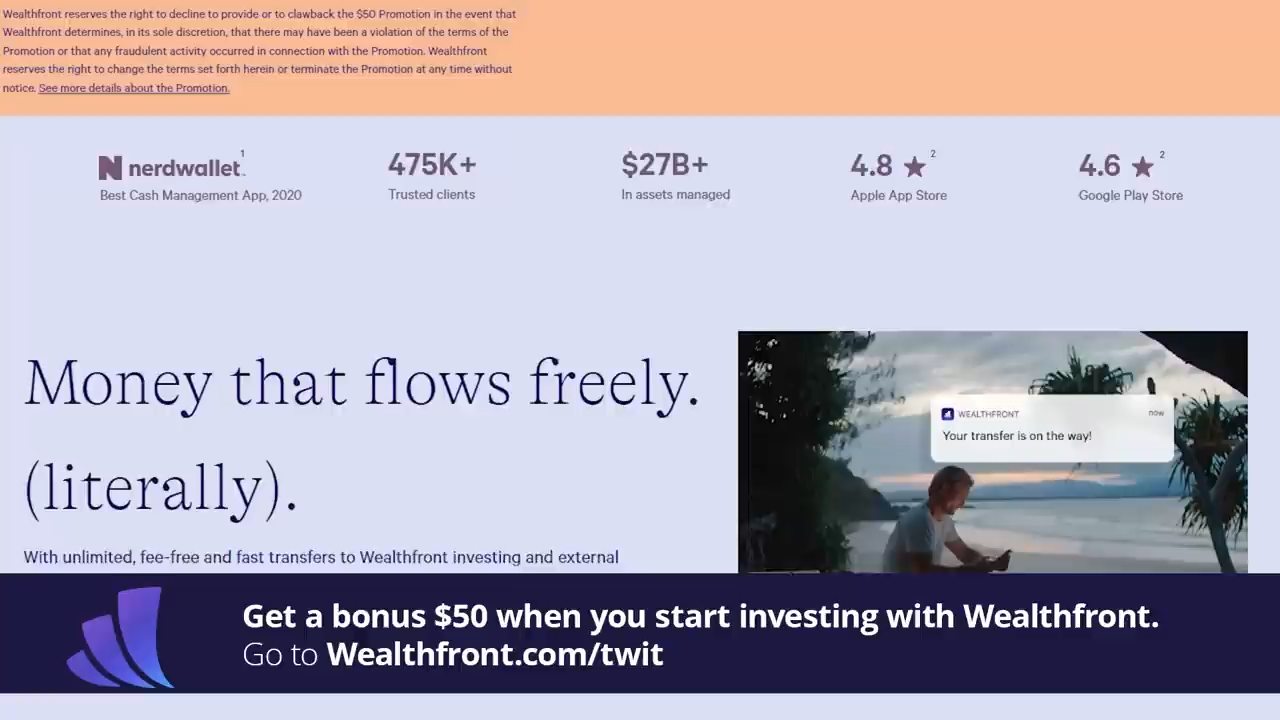 Wealthfront reserves the right to decline to provide or to clawback the $50 Promotion in the event that
Wealthfront determines, in its sole discretion, that there may have been a violation of the terms of the
Promotion or that any fraudulent activity occurred in connection with the Promotion. Wealthfront
reserves the right to change the terms set forth herein or terminate the Promotion at any time without
notice. See more details about the Promotion.
N nerdwallet 1
Best Cash Management App, 2020
475K+
Trusted clients
$27B+
In assets managed
4.8 ★ 2
Apple App Store
4.6 ★ 2
Google Play Store
Money that flows freely.
(literally).
With unlimited, fee-free and fast transfers to Wealthfront investing and external
WEALTHFRONT now
Your transfer is on the way!
Get a bonus $50 when you start investing with Wealthfront.
Go to Wealthfront.com/twit